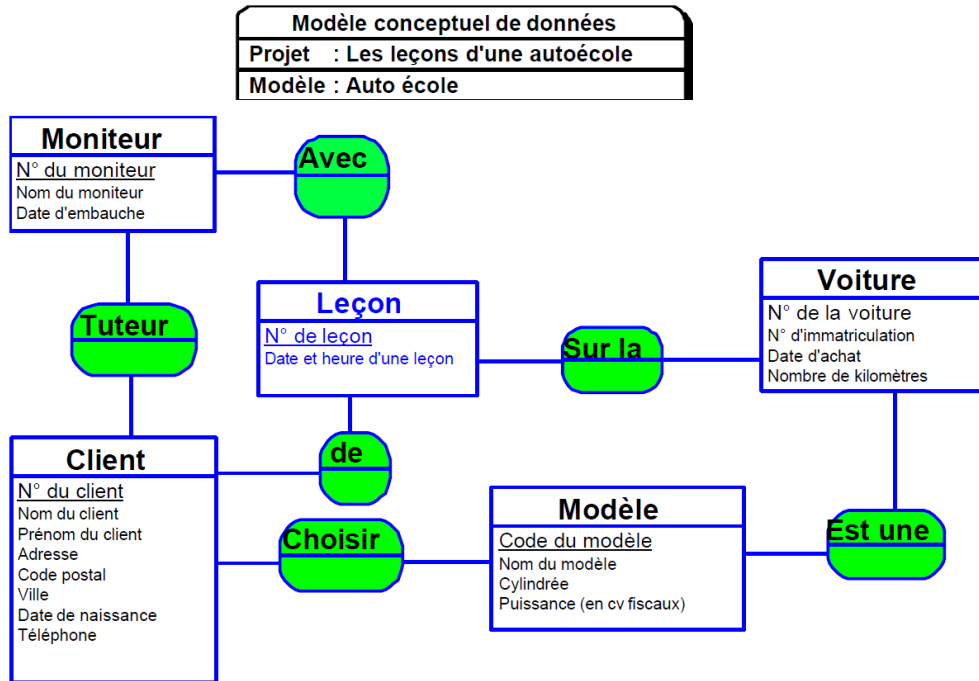 Modèle conceptuel de données
Projet : Les leçons d'une autoécole
Modèle : Auto école
Moniteur
N° du moniteur
Nom du moniteur
Date d'embauche
Avec
Tuteur
Leçon
N° de leçon
Date et heure d'une leçon
Sur la
Voiture
N° de la voiture
N° d'immatriculation
Date d'achat
Nombre de kilomètres
Client
N° du client
Nom du client
Prénom du client
Adresse
Code postal
Ville
Date de naissance
Téléphone
de
Choisir
Modèle
Code du modèle
Nom du modèle
Cylindrée
Puissance (en cv fiscaux)
Est une